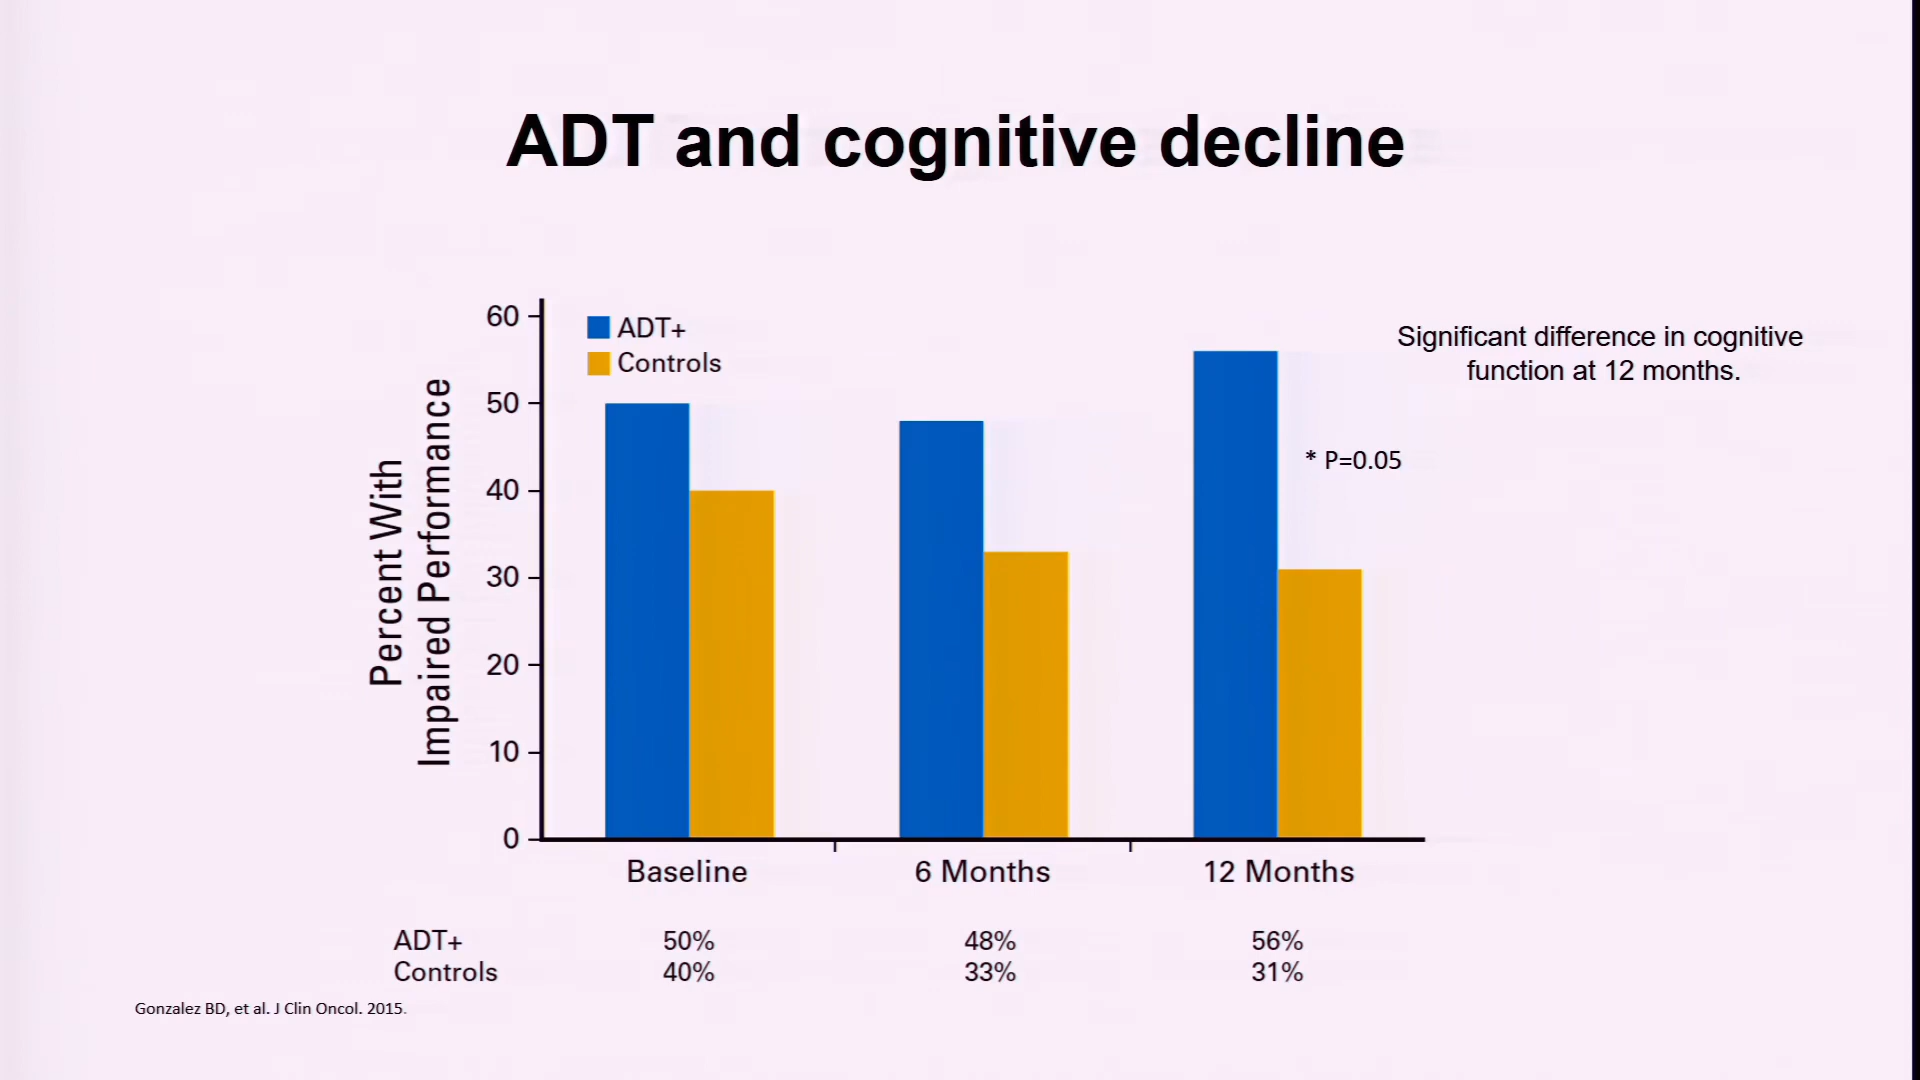 ADT and cognitive decline
60
50
40
30
20
10
0
Percent With
Impaired Performance
ADT+
Controls
Significant difference in cognitive
function at 12 months.
* P=0.05
Baseline 6 Months 12 Months
ADT+ 50% 48% 56%
Controls 40% 33% 31%
Gonzalez BD, et al. J Clin Oncol. 2015.